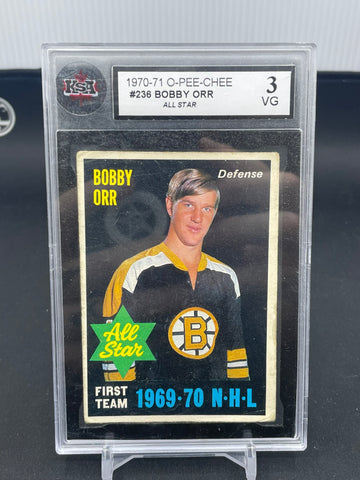 KSA
1970-71 O-PEE-CHEE
#236 BOBBY ORR
ALL STAR
3
VG
BOBBY
ORR
Defense
B
All
Star
FIRST
TEAM
1969·70 N·H·L